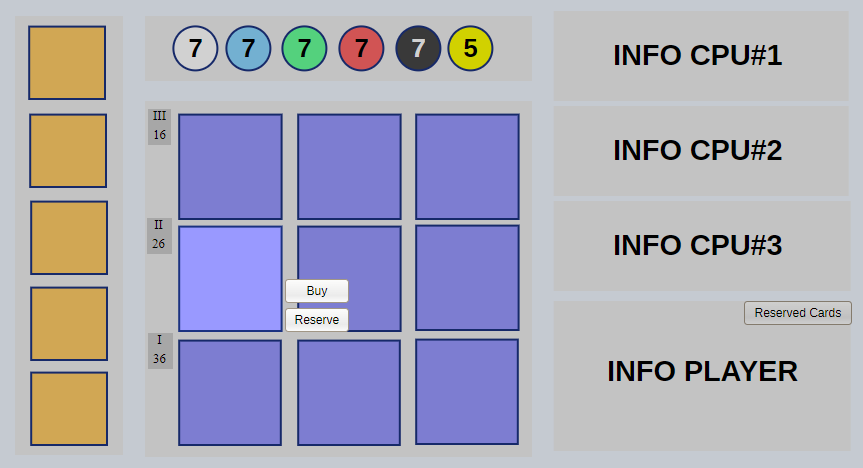 7 7 7 7 7 5
III
16
II
26
Buy
Reserve
I
36
INFO CPU#1
INFO CPU#2
INFO CPU#3
Reserved Cards
INFO PLAYER